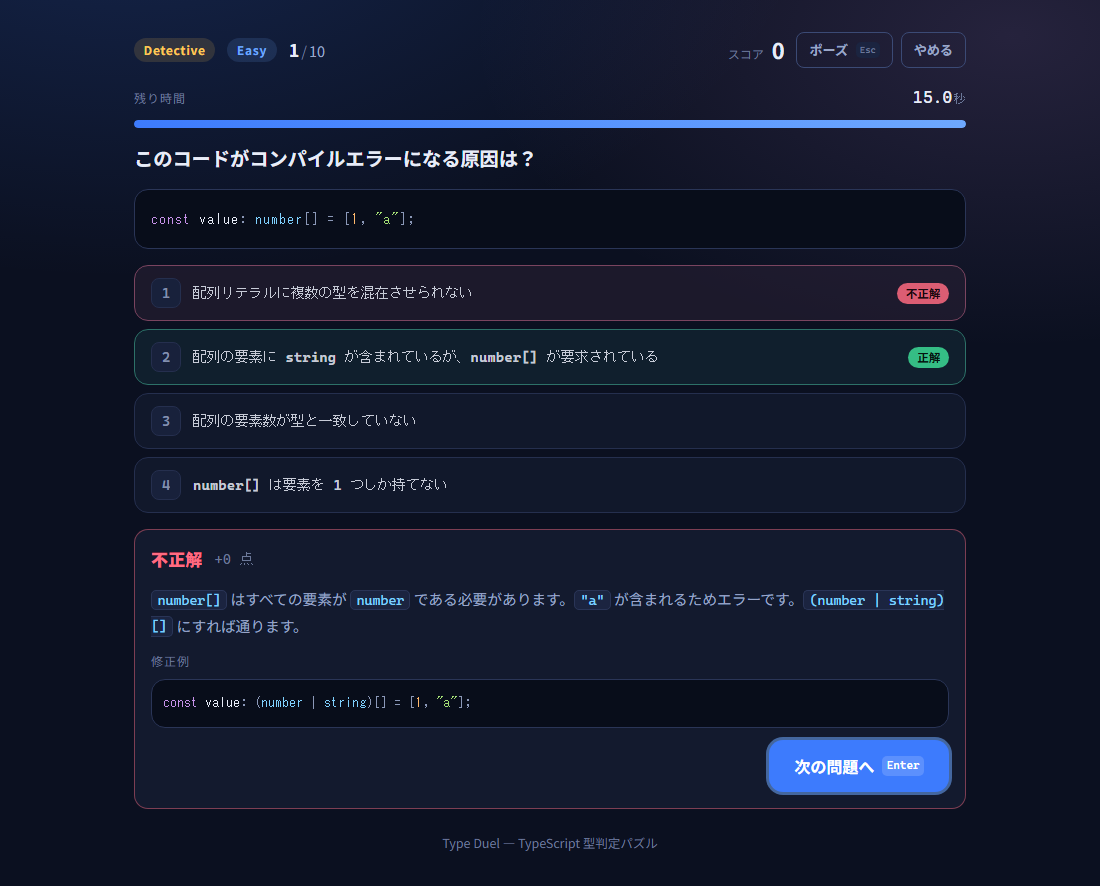 Detective Easy 1 / 10 スコア 0 ポーズ Esc やめる
残り時間 15.0秒
このコードがコンパイルエラーになる原因は？
const value: number[] = [1, "a"];
1 配列リテラルに複数の型を混在させられない 不正解
2 配列の要素に string が含まれているが、number[] が要求されている 正解
3 配列の要素数が型と一致していない
4 number[] は要素を 1 つしか持てない
不正解 +0 点
number[] はすべての要素が number である必要があります。"a" が含まれるためエラーです。(number | string)
[] にすれば通ります。
修正例
const value: (number | string)[] = [1, "a"];
次の問題へ Enter
Type Duel — TypeScript 型判定パズル